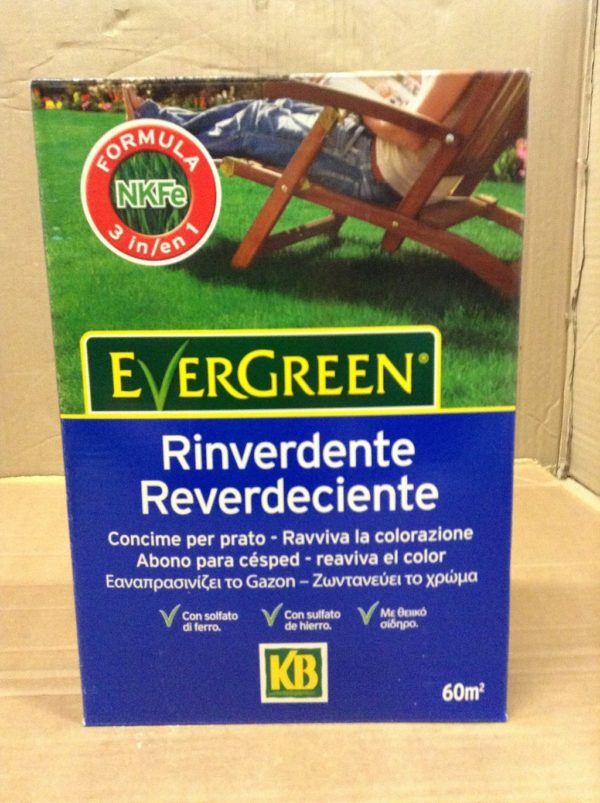 FORMULA
NKFe
3 in/en 1
EVERGREEN®
Rinverdente
Reverdeciente
Concime per prato - Ravviva la colorazione
Abono para césped - reaviva el color
Ξαναπρασινίζει το Gazon – Ζωντανεύει το χρώμα
Con solfato
di ferro.
Con sulfato
de hierro.
Με θειικό
σίδηρο.
KB
60m²